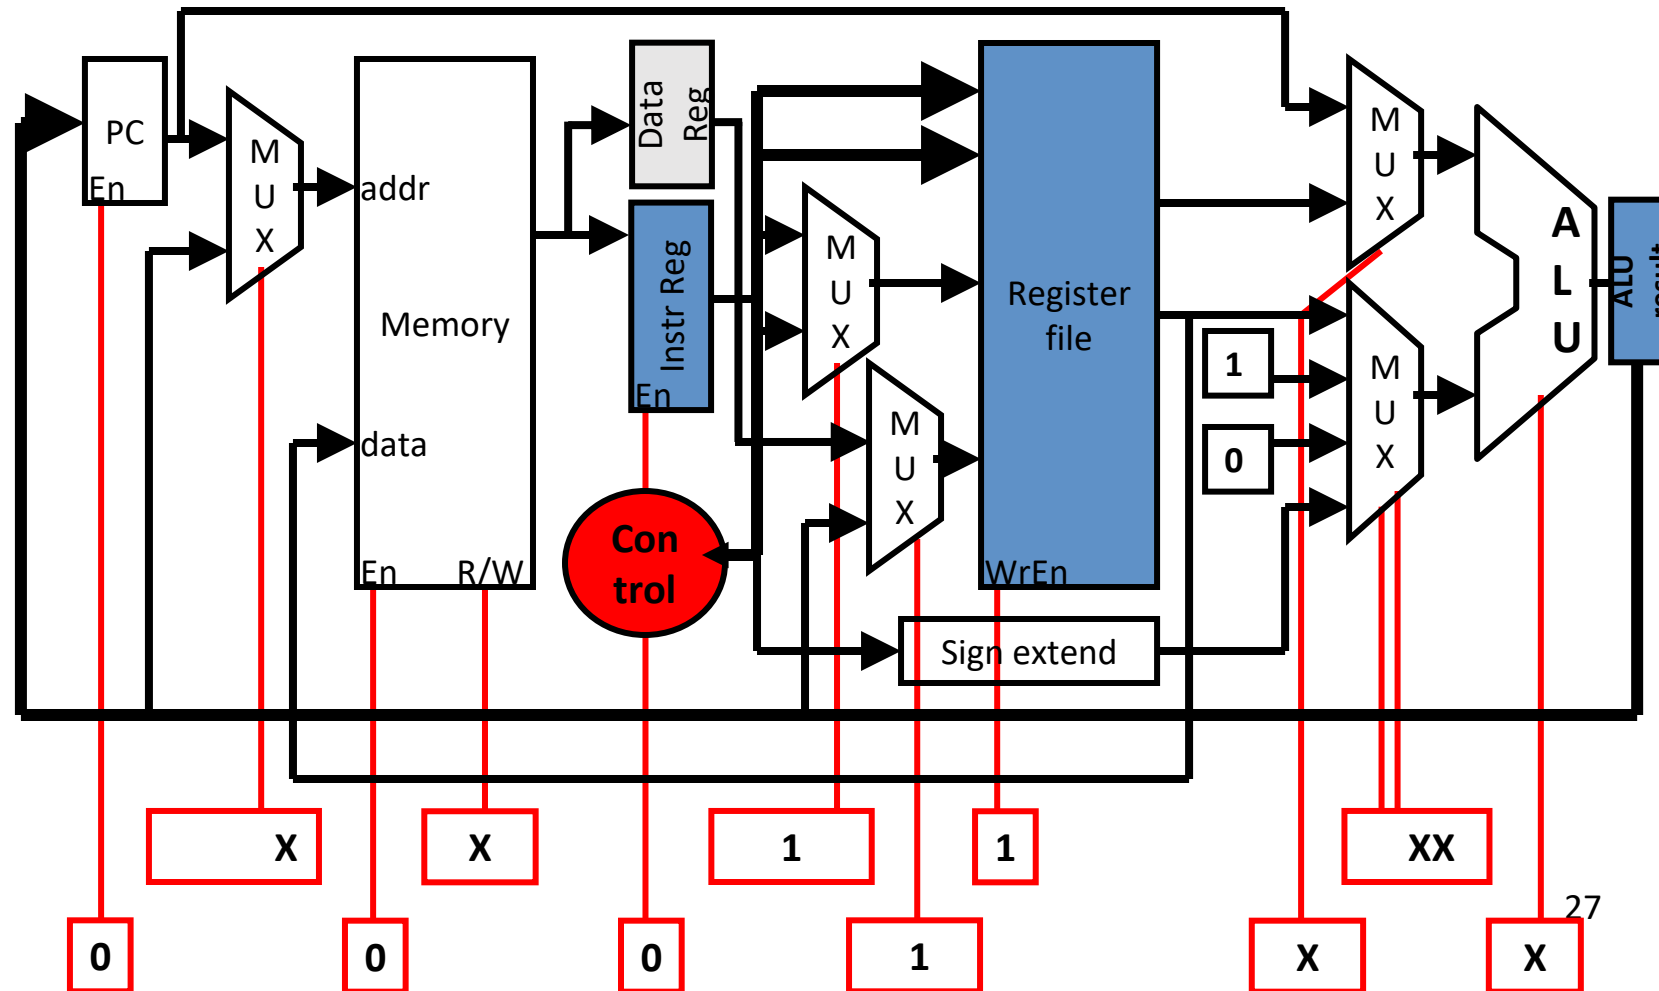 PC
En
M
U
X
addr
Memory
data
En R/W
Data
Reg
Instr Reg
En
Con
trol
M
U
X
M
U
X
Register
file
WrEn
Sign extend
M
U
X
1
0
M
U
X
A
L
U
ALU
result
X
X
1
1
XX
27
0
0
0
1
X
X